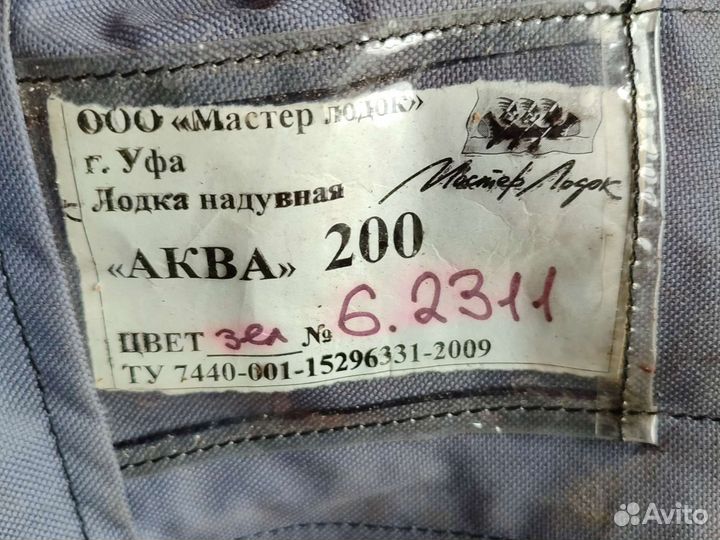 ООО «Мастер лодок»
г. Уфа
Мастер Лодок
Лодка надувная
«АКВА» 200
ЦВЕТ зел № 6.2311
ТУ 7440-001-15296331-2009
Avito